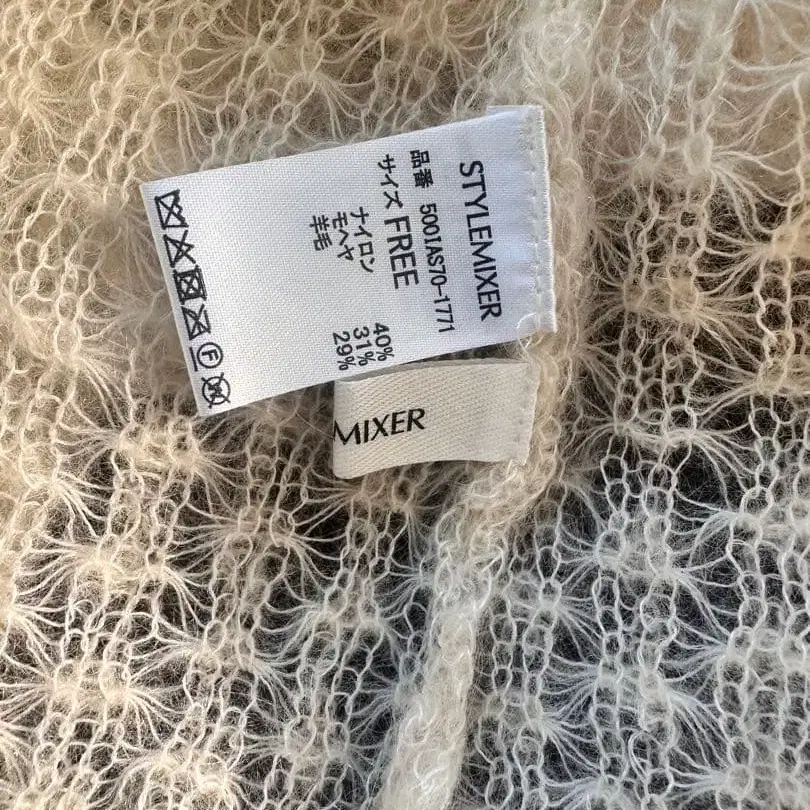 STYLEMIXER
品番 5001AS70-1771
サイズ FREE
ナイロン 40%
モヘヤ 31%
羊毛 29%
F
MIXER